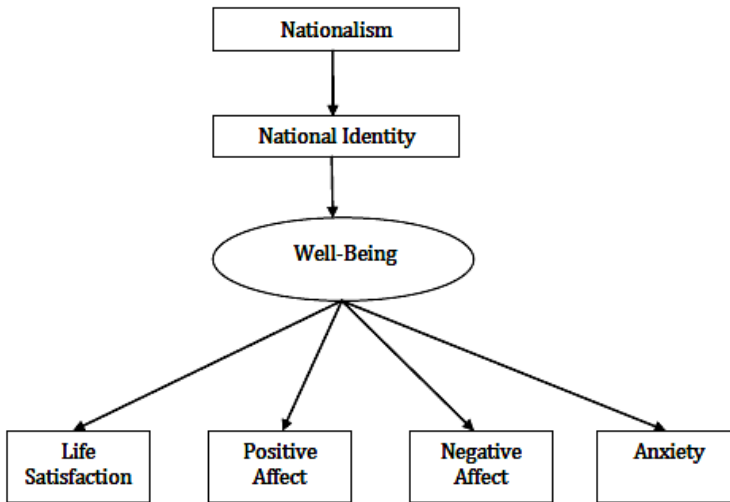 Nationalism
National Identity
Well-Being
Life
Satisfaction
Positive
Affect
Negative
Affect
Anxiety